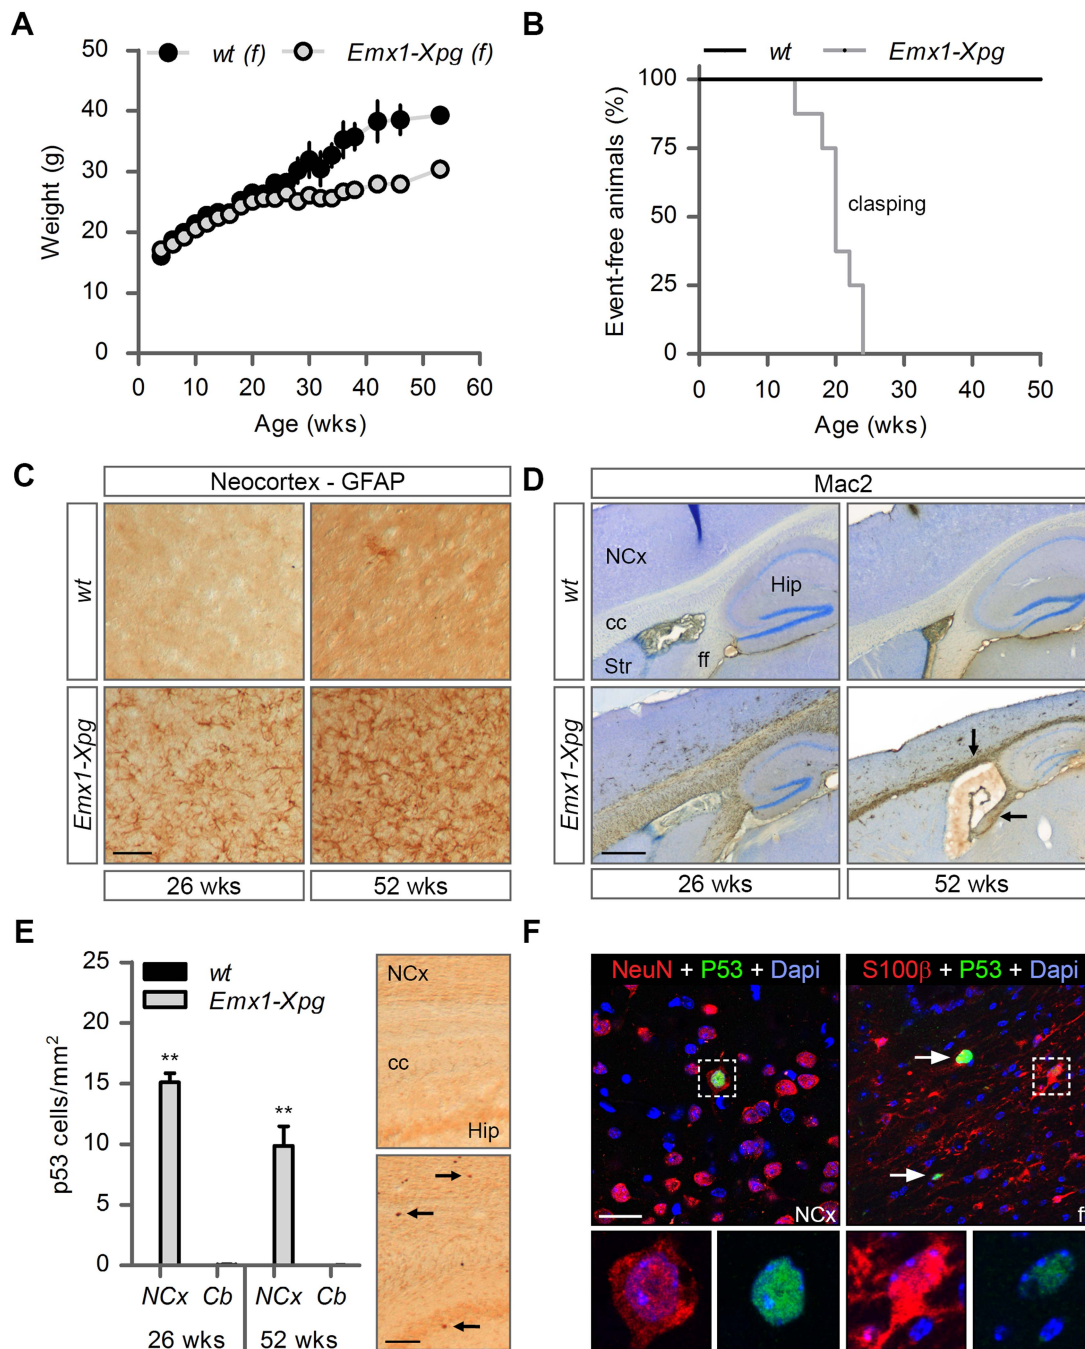 A
50
40
30
20
10
0
Weight (g)
wt (f)
Emx1-Xpg (f)
0 10 20 30 40 50 60
Age (wks)
B
wt
Emx1-Xpg
100
75
50
25
0
Event-free animals (%)
clasping
0 10 20 30 40 50
Age (wks)
C
Neocortex - GFAP
wt
Emx1-Xpg
26 wks
52 wks
D
Mac2
wt
NCx
Hip
cc
Str
ff
Emx1-Xpg
26 wks
52 wks
E
25
20
15
10
5
0
p53 cells/mm²
wt
Emx1-Xpg
**
**
NCx Cb NCx Cb
26 wks 52 wks
NCx
cc
Hip
F
NeuN + P53 + Dapi
NCx
S100β + P53 + Dapi